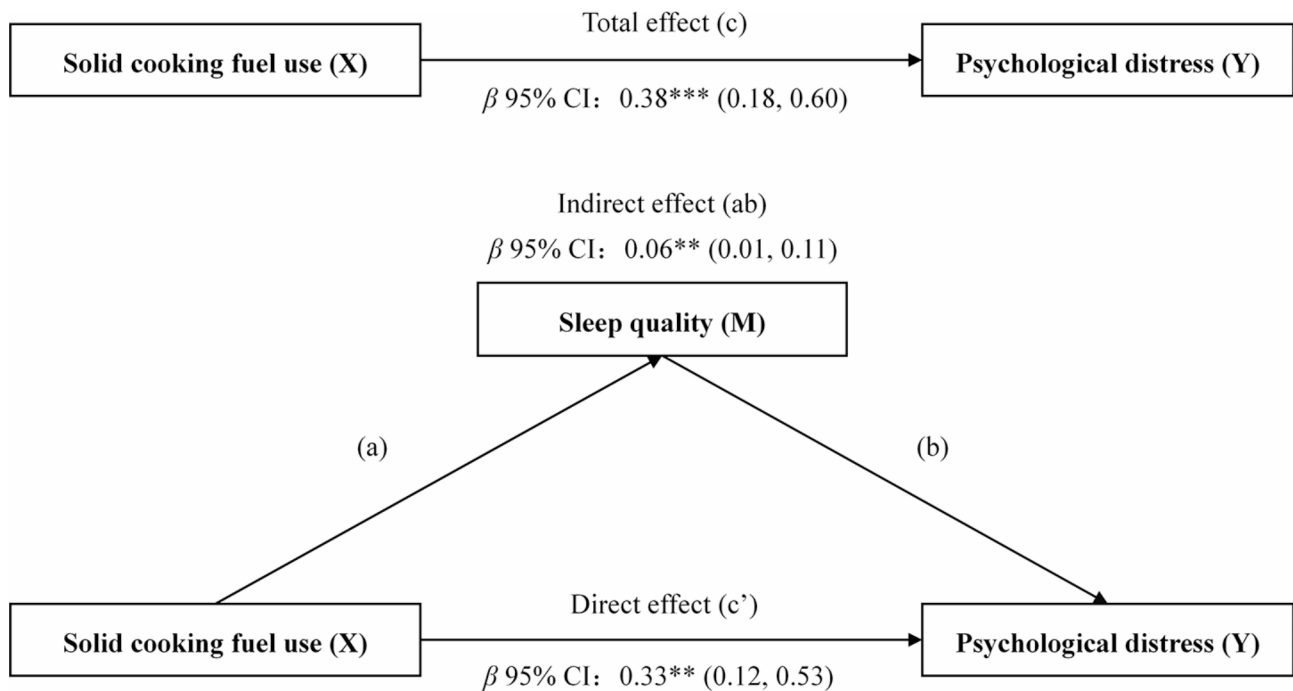 Total effect (c)
Solid cooking fuel use (X)
Psychological distress (Y)
β 95% CI： 0.38*** (0.18, 0.60)
Indirect effect (ab)
β 95% CI： 0.06** (0.01, 0.11)
Sleep quality (M)
(a)
(b)
Direct effect (c’)
Solid cooking fuel use (X)
Psychological distress (Y)
β 95% CI： 0.33** (0.12, 0.53)